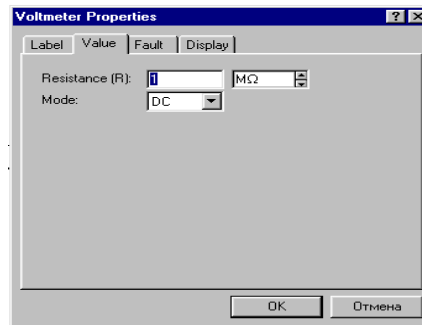 Voltmeter Properties ? ×
Label Value Fault Display
Resistance (R): 1 MΩ
Mode: DC
OK Отмена